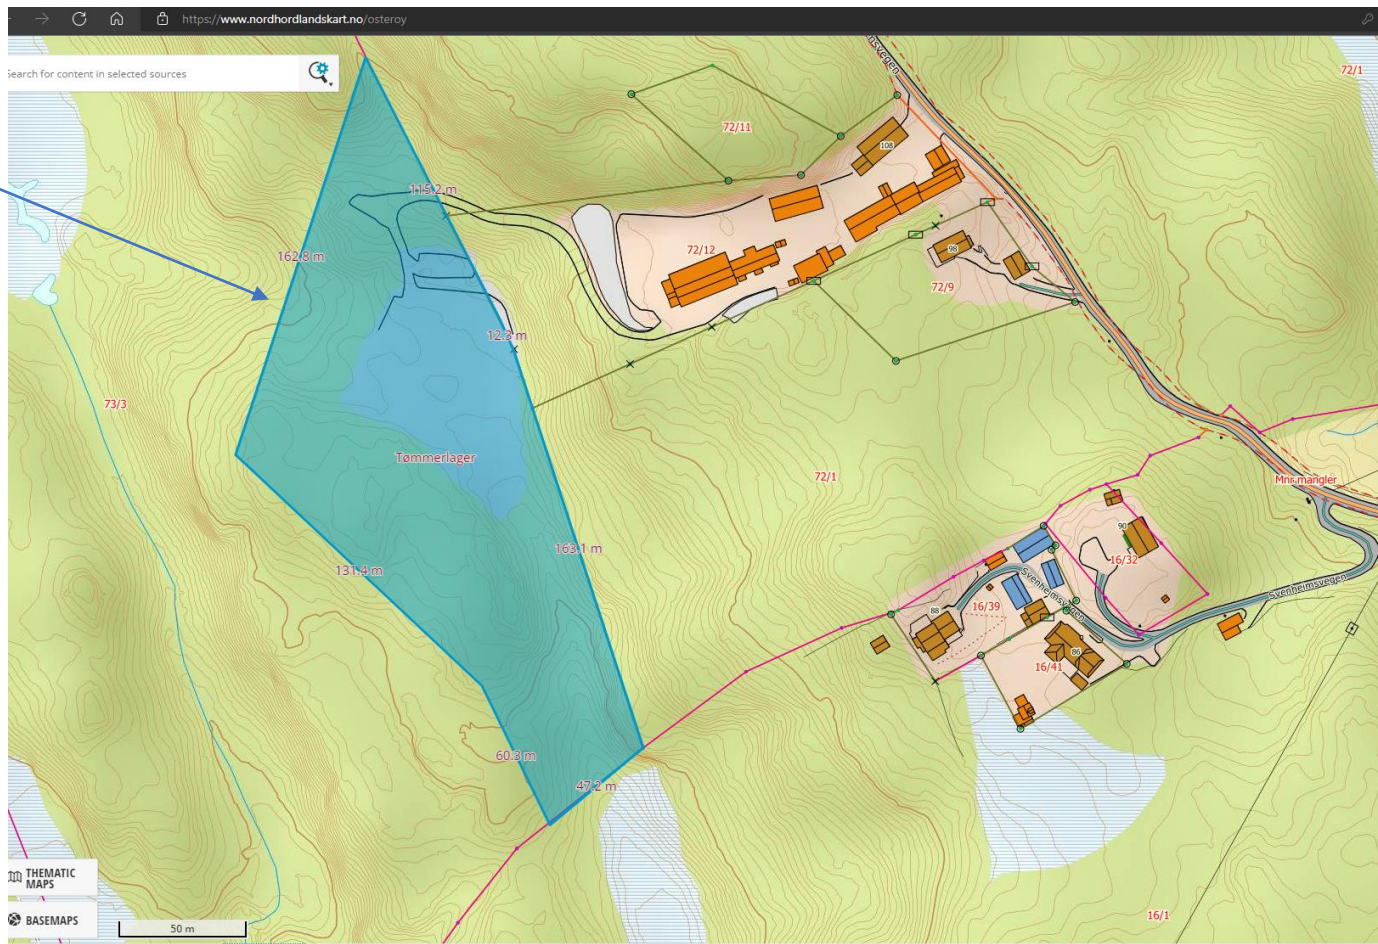 https://www.nordhordlandskart.no/osteroy
Search for content in selected sources
msvegen
72/1
72/11
108
115.2 m
72/12
98
162.8 m
72/9
12.3 m
73/3
Tømmerlager
72/1
Mnr mangler
90
163.1 m
16/32
131.4 m
Svenheimsvegen
Svenheimsvegen
16/39
88
86
16/41
60.3 m
47.2 m
THEMATIC
MAPS
BASEMAPS
50 m
16/1